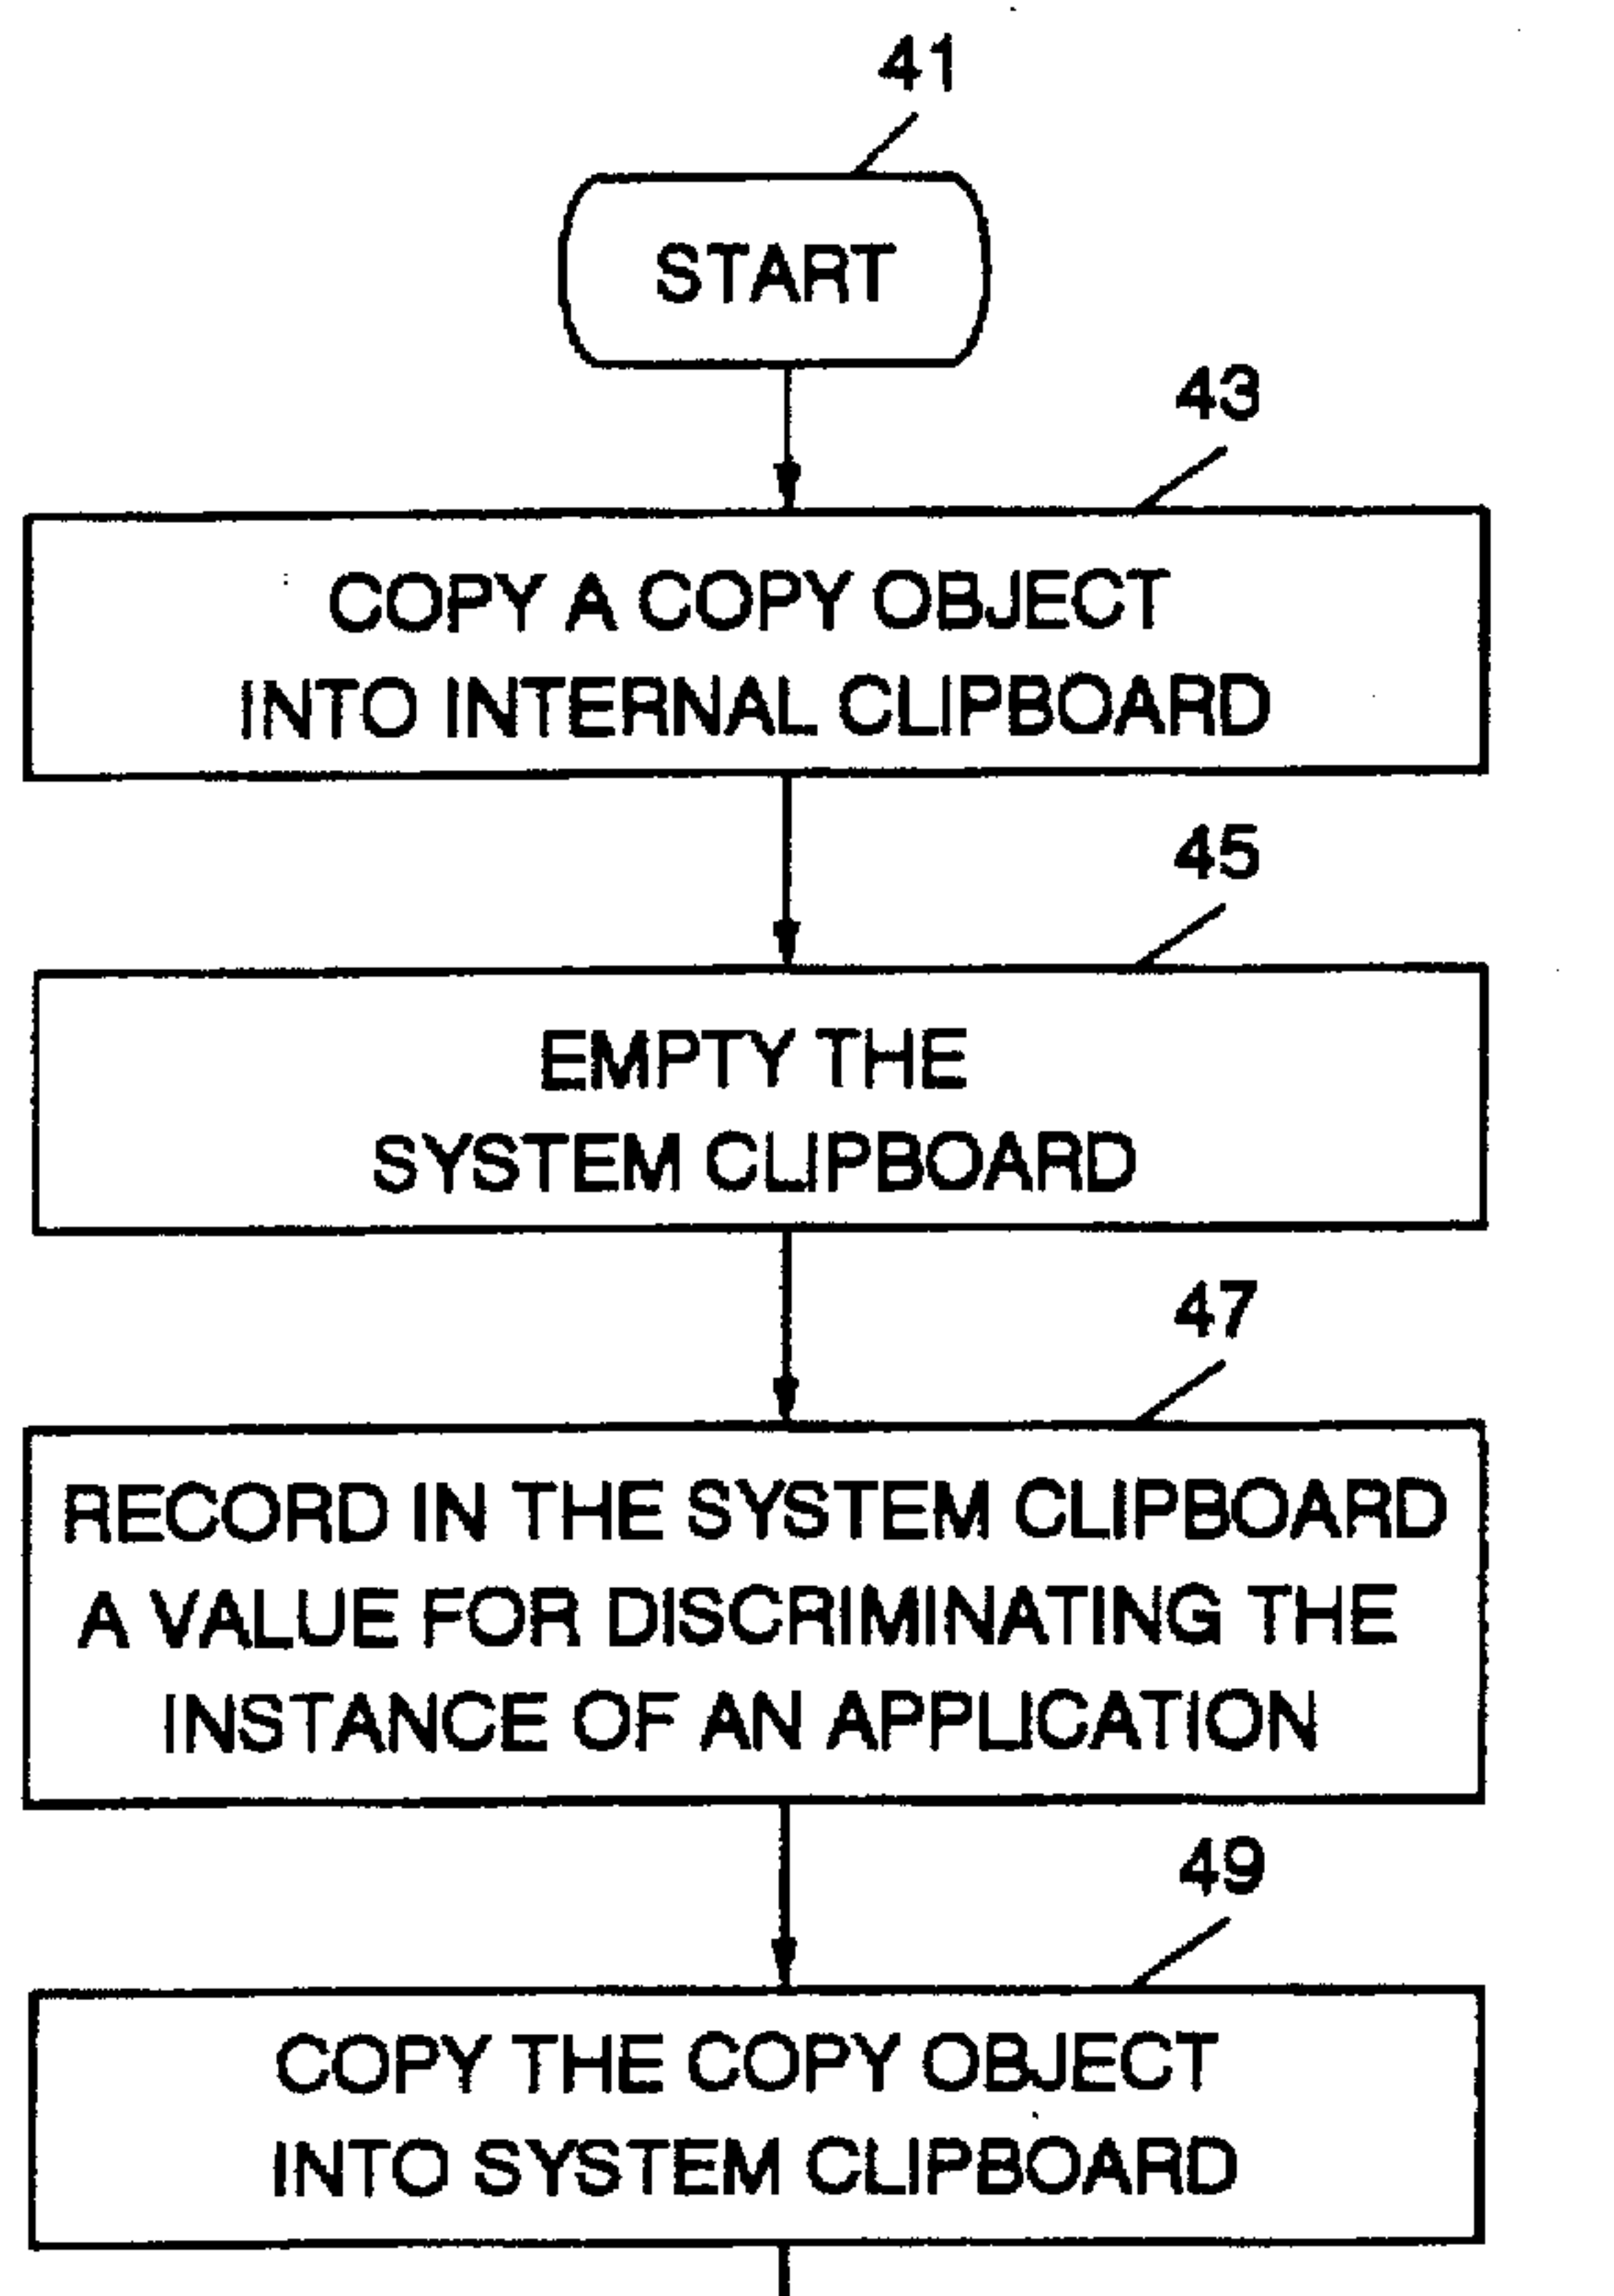 41
START
43
COPY A COPY OBJECT
INTO INTERNAL CLIPBOARD
45
EMPTY THE
SYSTEM CLIPBOARD
47
RECORD IN THE SYSTEM CLIPBOARD
A VALUE FOR DISCRIMINATING THE
INSTANCE OF AN APPLICATION
49
COPY THE COPY OBJECT
INTO SYSTEM CLIPBOARD